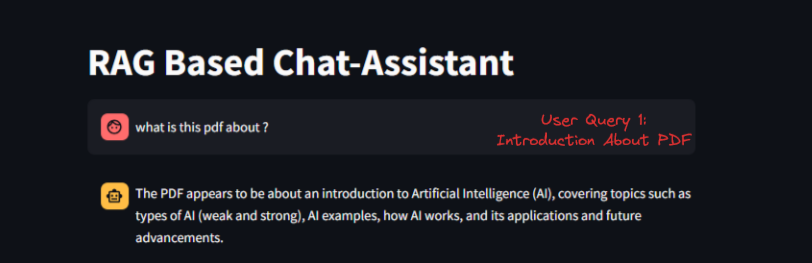 RAG Based Chat-Assistant
what is this pdf about ?
User Query 1:
Introduction About PDF
The PDF appears to be about an introduction to Artificial Intelligence (AI), covering topics such as
types of AI (weak and strong), AI examples, how AI works, and its applications and future
advancements.